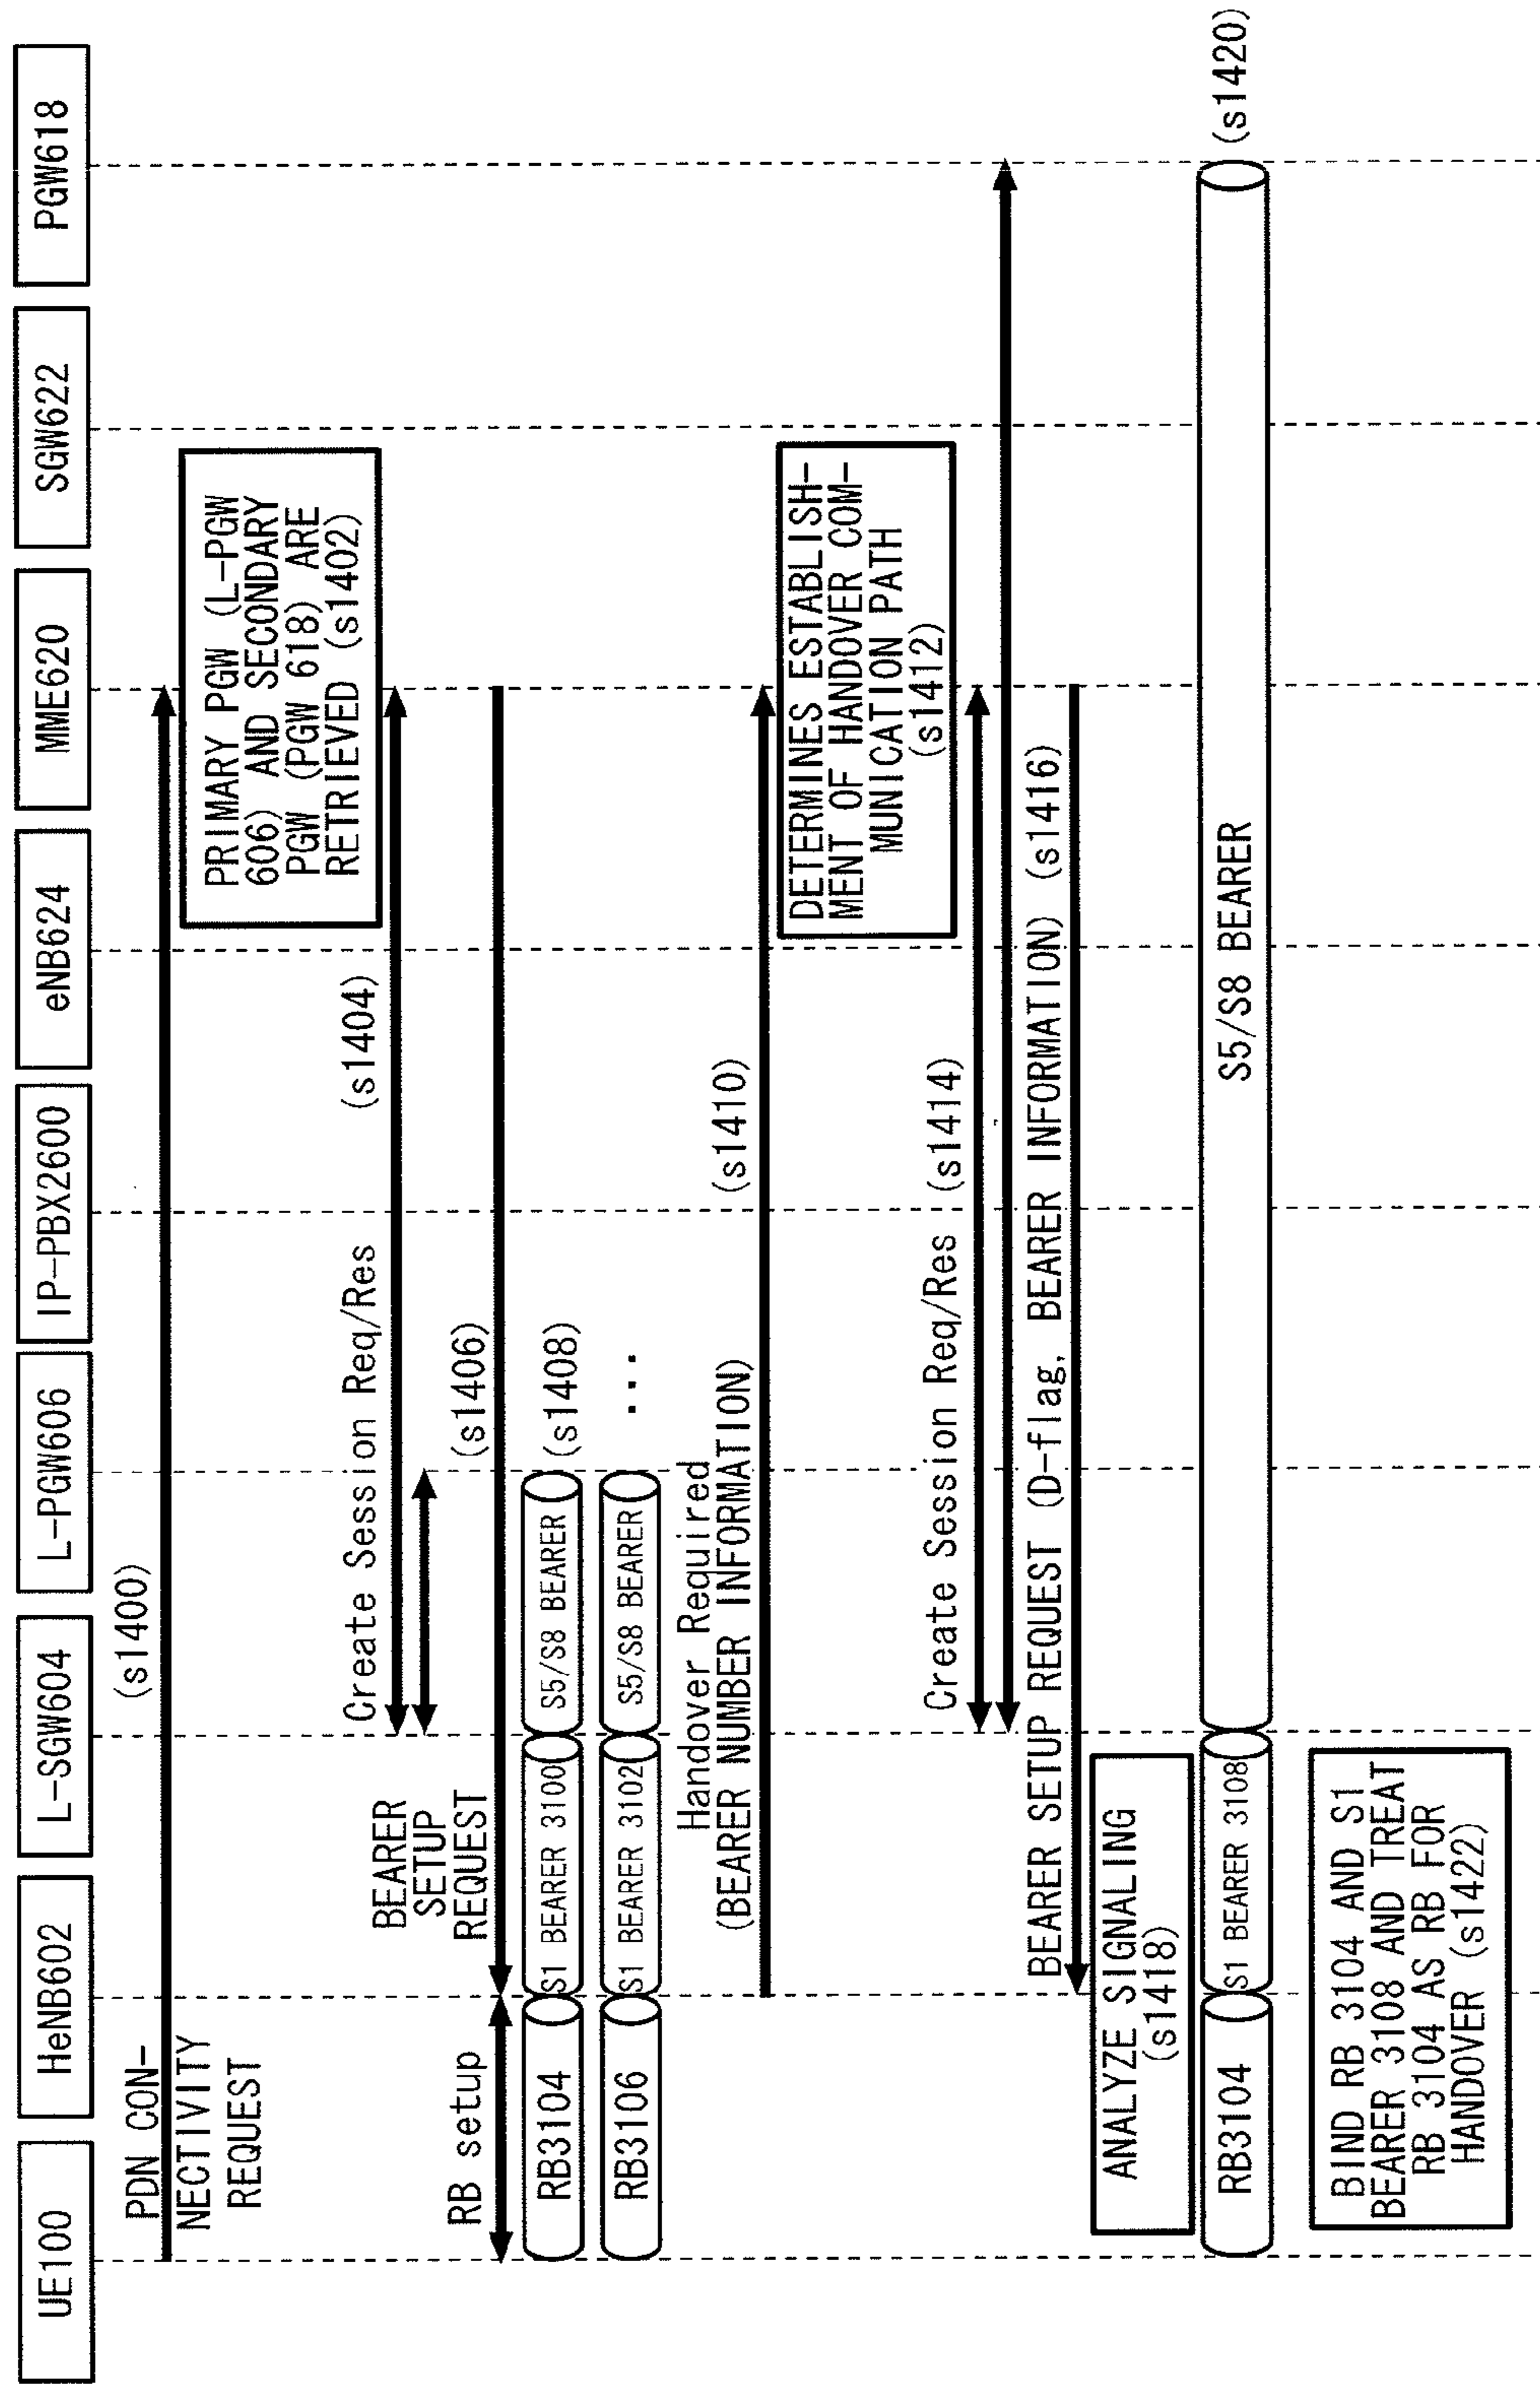 UE100
HeNB602
L-SGW604
L-PGW606
IP-PBX2600
eNB624
MME620
SGW622
PGW618
PDN CON-
NECTIVITY
REQUEST
(s1400)
PRIMARY PGW (L-PGW
606) AND SECONDARY
PGW (PGW 618) ARE
RETRIEVED (s1402)
Create Session Req/Res
(s1404)
BEARER
SETUP
REQUEST
(s1406)
RB setup
RB3104
S1 BEARER 3100
S5/S8 BEARER
(s1408)
RB3106
S1 BEARER 3102
S5/S8 BEARER
...
Handover Required
(BEARER NUMBER INFORMATION)
(s1410)
DETERMINES ESTABLISH-
MENT OF HANDOVER COM-
MUNICATION PATH
(s1412)
Create Session Req/Res (s1414)
BEARER SETUP REQUEST (D-flag, BEARER INFORMATION) (s1416)
ANALYZE SIGNALING
(s1418)
RB3104
S1 BEARER 3108
S5/S8 BEARER
(s1420)
BIND RB 3104 AND S1
BEARER 3108 AND TREAT
RB 3104 AS RB FOR
HANDOVER (s1422)